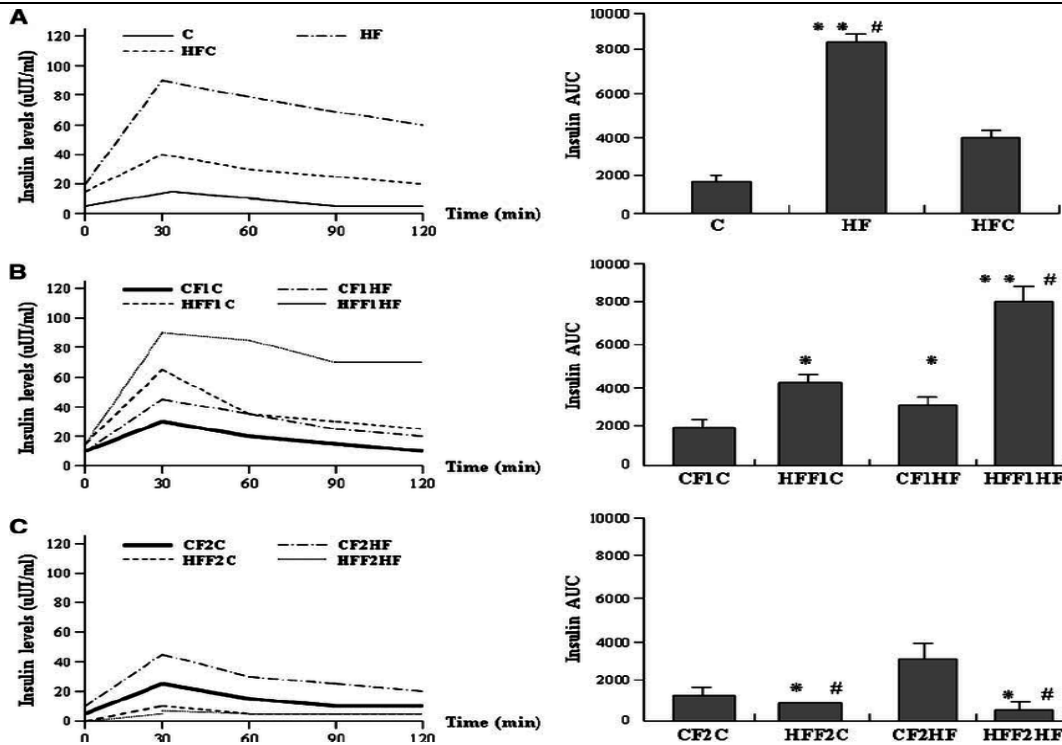 A
C HF
HFC
Insulin levels (uUI/ml)
120
100
80
60
40
20
0
0 30 60 90 120
Time (min)
Insulin AUC
10000
8000
6000
4000
2000
0
* * #
C HF HFC
B
CF1C CF1HF
HFF1C HFF1HF
Insulin levels (uUI/ml)
120
100
80
60
40
20
0
0 30 60 90 120
Time (min)
Insulin AUC
10000
8000
6000
4000
2000
0
* * * * #
CF1C HFF1C CF1HF HFF1HF
C
CF2C CF2HF
HFF2C HFF2HF
Insulin levels (uUI/ml)
120
100
80
60
40
20
0
0 30 60 90 120
Time (min)
Insulin AUC
10000
8000
6000
4000
2000
0
* # * #
CF2C HFF2C CF2HF HFF2HF